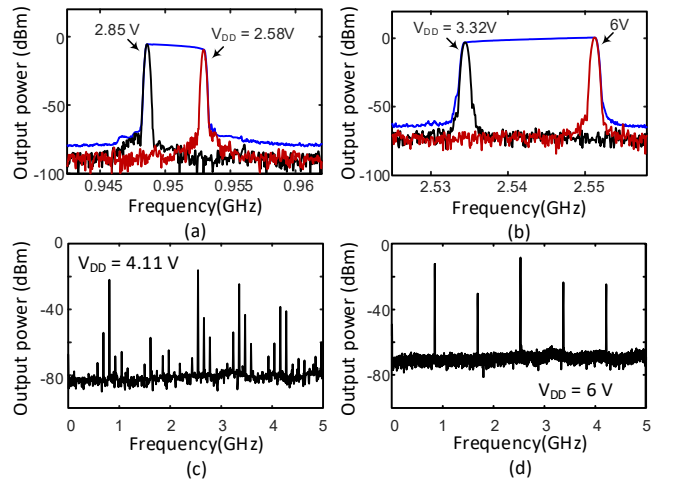 2.85 V
V_DD = 2.58V
0
-50
-100
Output power (dBm)
0.945
0.95
0.955
0.96
Frequency(GHz)
(a)
V_DD = 3.32V
6V
0
-50
-100
Output power (dBm)
2.53
2.54
2.55
Frequency(GHz)
(b)
V_DD = 4.11 V
0
-40
-80
Output power (dBm)
0
1
2
3
4
5
Frequency(GHz)
(c)
0
-40
-80
Output power (dBm)
V_DD = 6 V
0
1
2
3
4
5
Frequency(GHz)
(d)